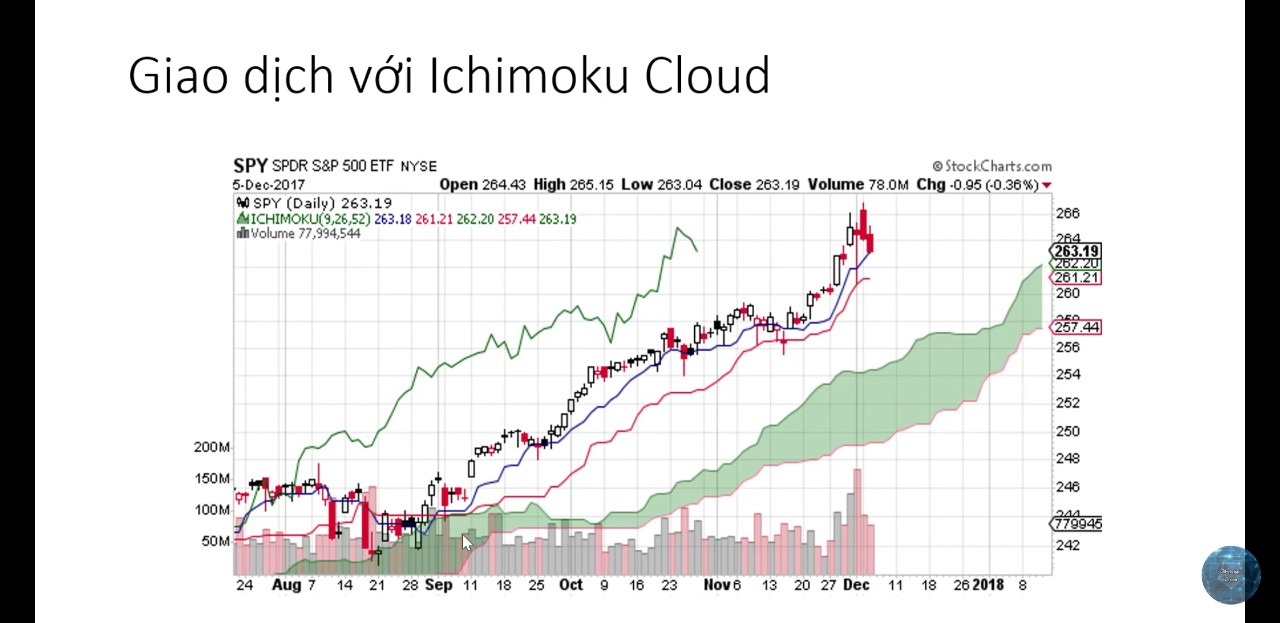 Giao dịch với Ichimoku Cloud
SPY SPDR S&P 500 ETF NYSE © StockCharts.com
5-Dec-2017 Open 264.43 High 265.15 Low 263.04 Close 263.19 Volume 78.0M Chg -0.95 (-0.36%)
SPY (Daily) 263.19
ICHIMOKU(9,26,52) 263.18 261.21 262.20 257.44 263.19
Volume 77,994,544
266
264
263.19
262.20
261.21
260
258
257.44
256
254
252
250
248
246
244
779945
242
200M
150M
100M
50M
24 Aug 7 14 21 28 Sep 11 18 25 Oct 9 16 23 Nov 6 13 20 27 Dec 11 18 26 2018 8